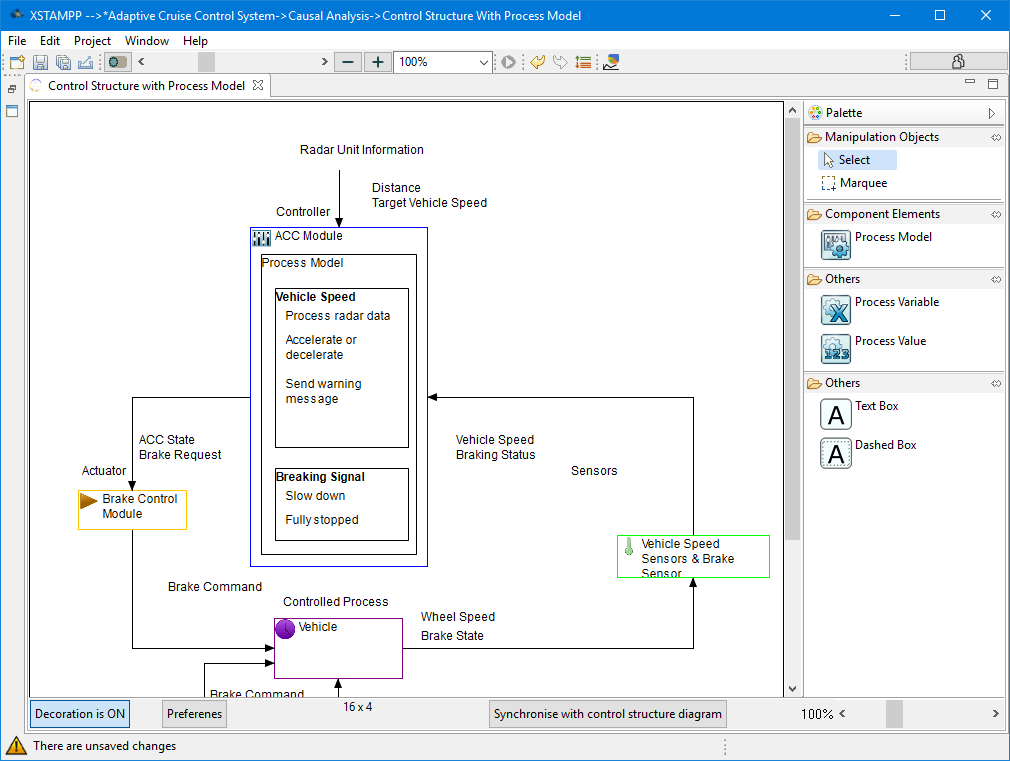 XSTAMPP -->*Adaptive Cruise Control System->Causal Analysis->Control Structure With Process Model
File Edit Project Window Help
100%
Control Structure with Process Model
Radar Unit Information
Distance
Target Vehicle Speed
Controller
ACC Module
Process Model
Vehicle Speed
Process radar data
Accelerate or
decelerate
Send warning
message
Breaking Signal
Slow down
Fully stopped
ACC State
Brake Request
Actuator
Brake Control
Module
Vehicle Speed
Braking Status
Sensors
Vehicle Speed
Sensors & Brake
Sensor
Brake Command
Controlled Process
Vehicle
Wheel Speed
Brake State
Brake Command
Palette
Manipulation Objects
Select
Marquee
Component Elements
Process Model
Others
X
Process Variable
123
Process Value
Others
A
Text Box
A
Dashed Box
Decoration is ON
Preferenes
16 x 4
Synchronise with control structure diagram
100%
There are unsaved changes